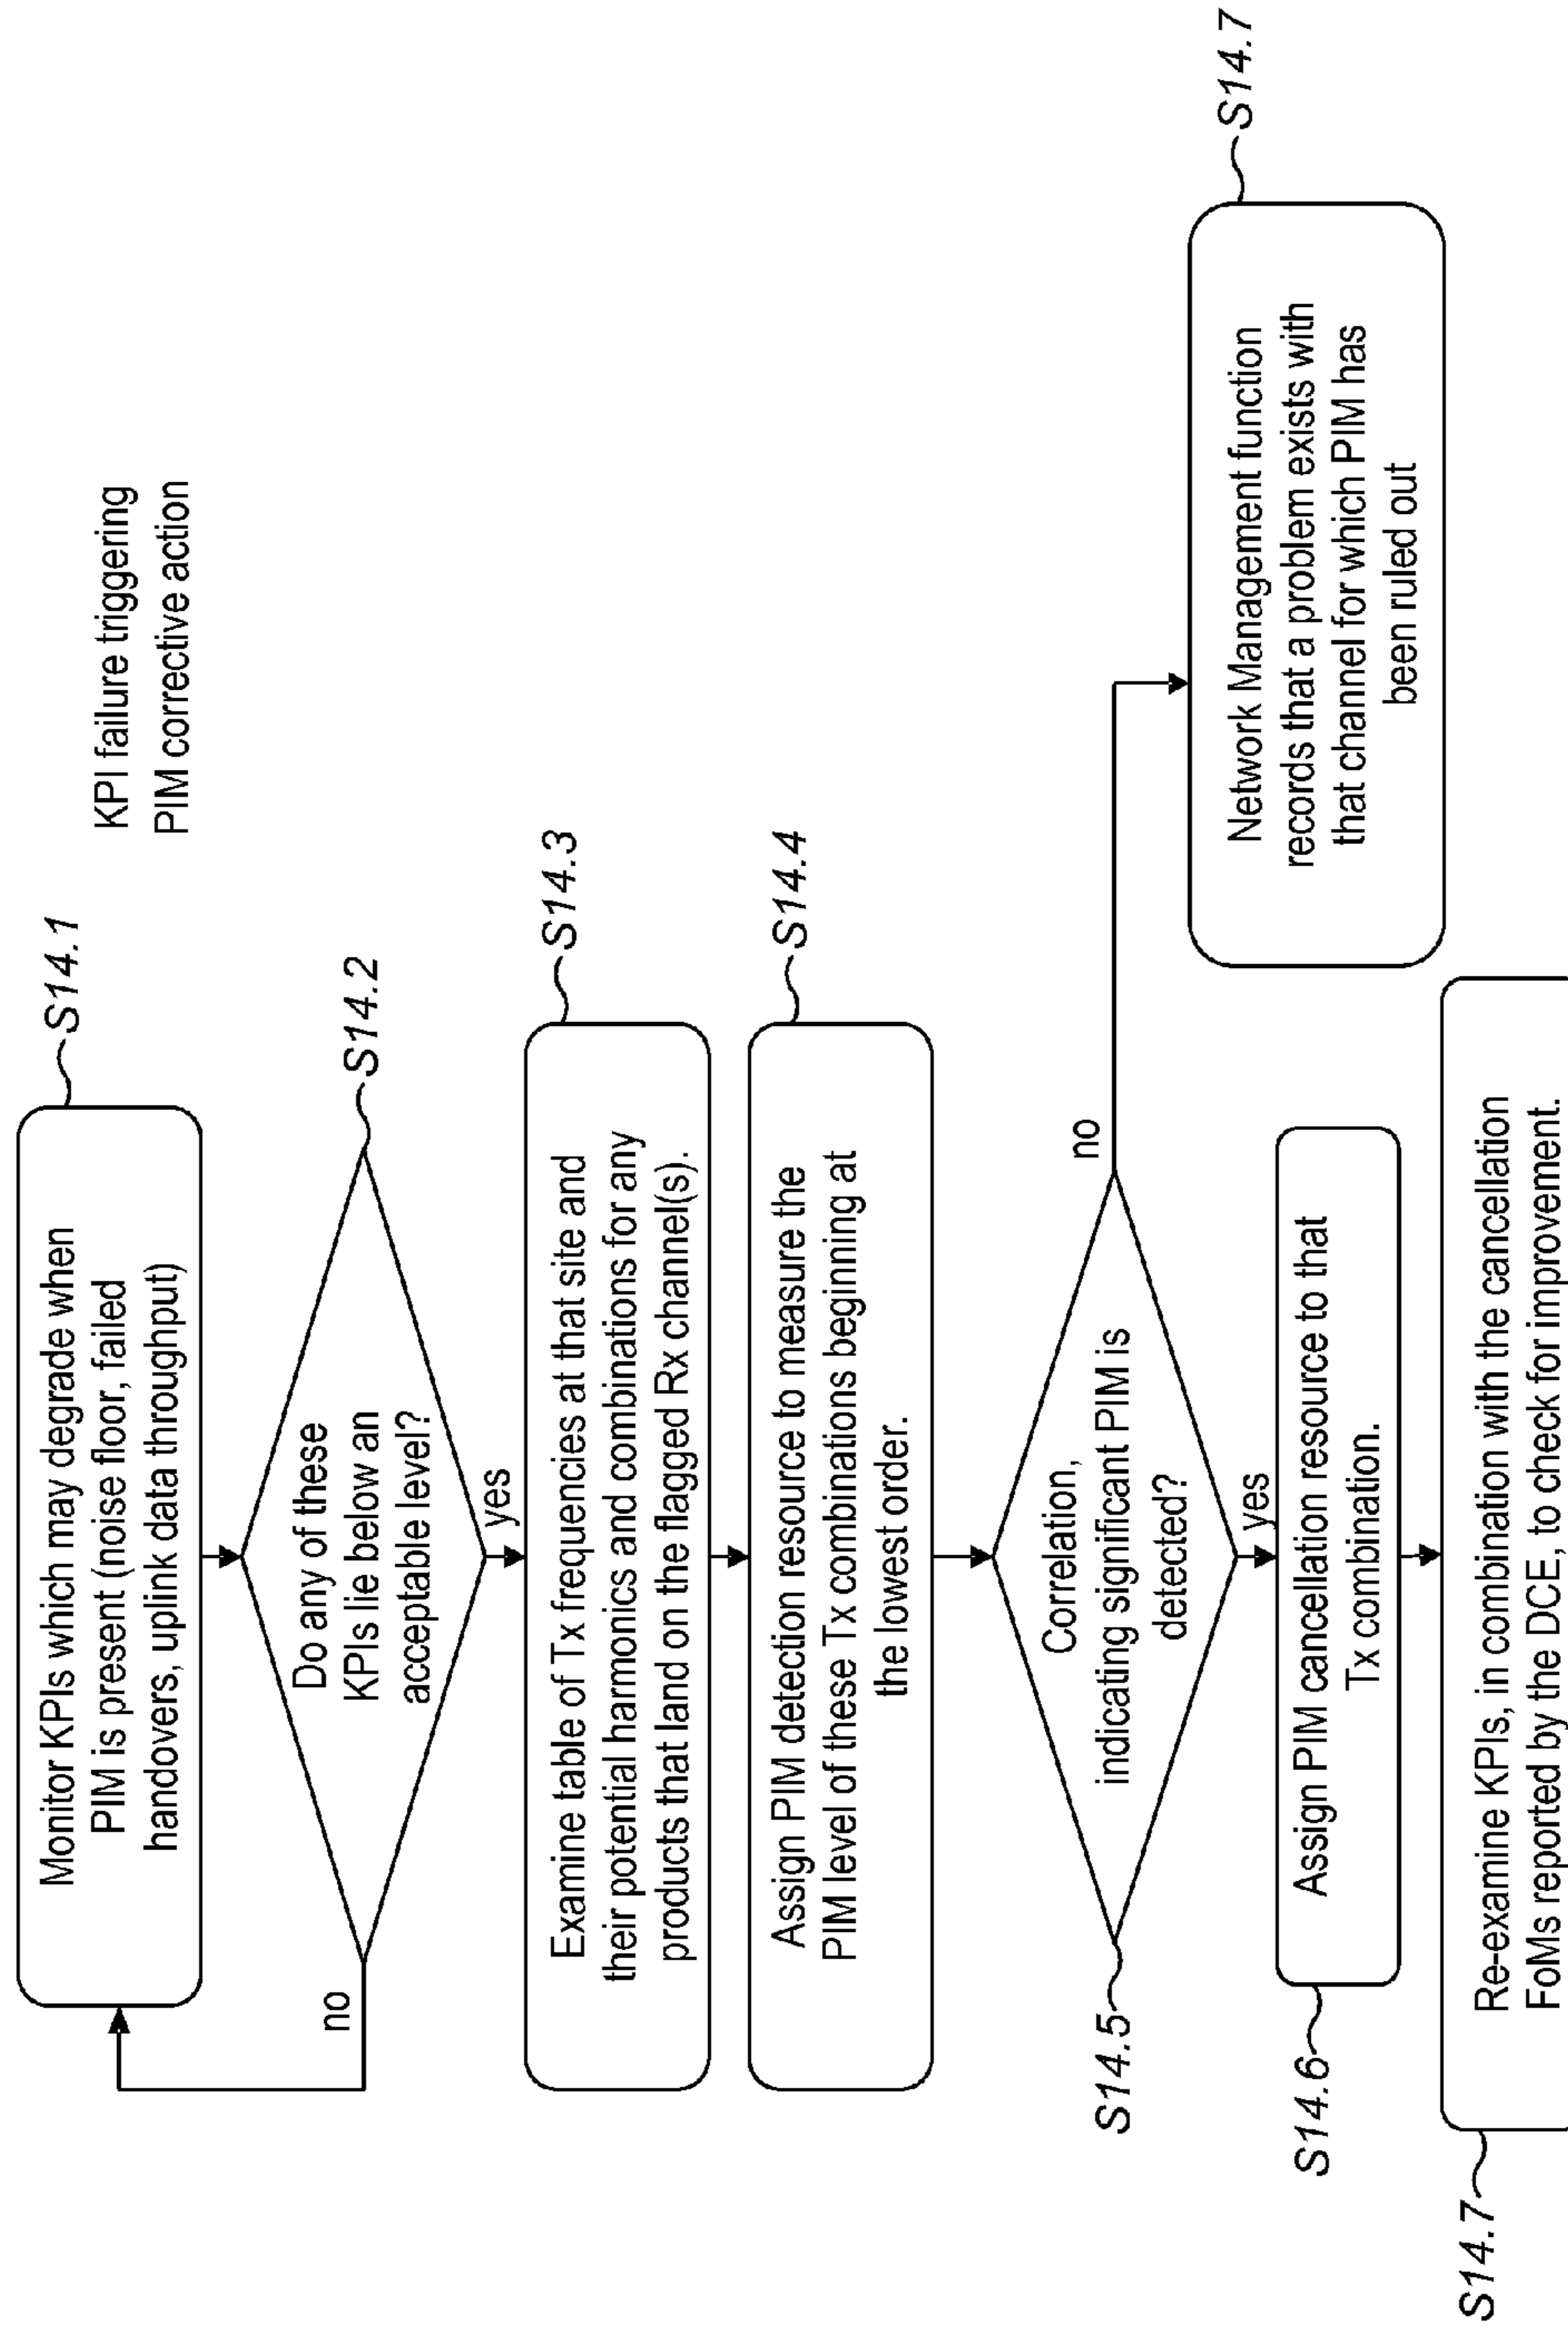 KPI failure triggering
PIM corrective action
S14.1
Monitor KPIs which may degrade when
PIM is present (noise floor, failed
handovers, uplink data throughput)
S14.2
Do any of these
KPIs lie below an
acceptable level?
no
yes
S14.3
Examine table of Tx frequencies at that site and
their potential harmonics and combinations for any
products that land on the flagged Rx channel(s).
S14.4
Assign PIM detection resource to measure the
PIM level of these Tx combinations beginning at
the lowest order.
S14.5
Correlation,
indicating significant PIM is
detected?
no
yes
S14.7
Network Management function
records that a problem exists with
that channel for which PIM has
been ruled out
S14.6
Assign PIM cancellation resource to that
Tx combination.
S14.7
Re-examine KPIs, in combination with the cancellation
FoMs reported by the DCE, to check for improvement.